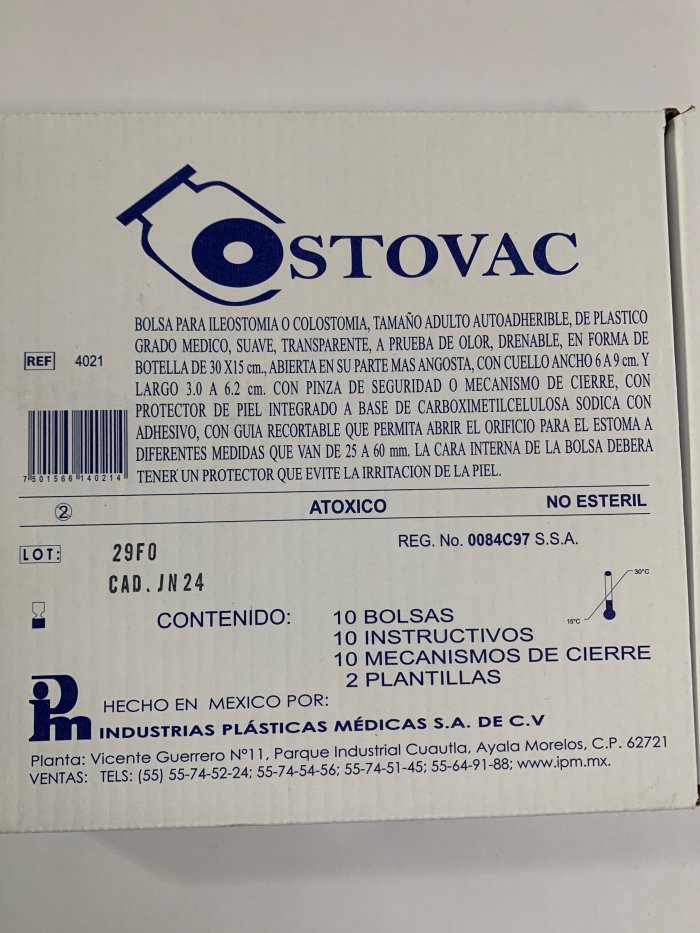 OSTOVAC
BOLSA PARA ILEOSTOMIA O COLOSTOMIA, TAMAÑO ADULTO AUTOADHERIBLE, DE PLASTICO
GRADO MEDICO, SUAVE, TRANSPARENTE, A PRUEBA DE OLOR, DRENABLE, EN FORMA DE
BOTELLA DE 30 X15 cm., ABIERTA EN SU PARTE MAS ANGOSTA, CON CUELLO ANCHO 6 A 9 cm. Y
LARGO 3.0 A 6.2 cm. CON PINZA DE SEGURIDAD O MECANISMO DE CIERRE, CON
PROTECTOR DE PIEL INTEGRADO A BASE DE CARBOXIMETILCELULOSA SODICA CON
ADHESIVO, CON GUIA RECORTABLE QUE PERMITA ABRIR EL ORIFICIO PARA EL ESTOMA A
DIFERENTES MEDIDAS QUE VAN DE 25 A 60 mm. LA CARA INTERNA DE LA BOLSA DEBERA
TENER UN PROTECTOR QUE EVITE LA IRRITACION DE LA PIEL.
REF 4021
7 501566 140214
2 ATOXICO NO ESTERIL
REG. No. 0084C97 S.S.A.
LOT: 29F0
CAD. JN 24
30°C
15°C
CONTENIDO: 10 BOLSAS
10 INSTRUCTIVOS
10 MECANISMOS DE CIERRE
2 PLANTILLAS
ipm
HECHO EN MEXICO POR:
INDUSTRIAS PLÁSTICAS MÉDICAS S.A. DE C.V
Planta: Vicente Guerrero Nº11, Parque Industrial Cuautla, Ayala Morelos, C.P. 62721
VENTAS: TELS: (55) 55-74-52-24; 55-74-54-56; 55-74-51-45; 55-64-91-88; www.ipm.mx.